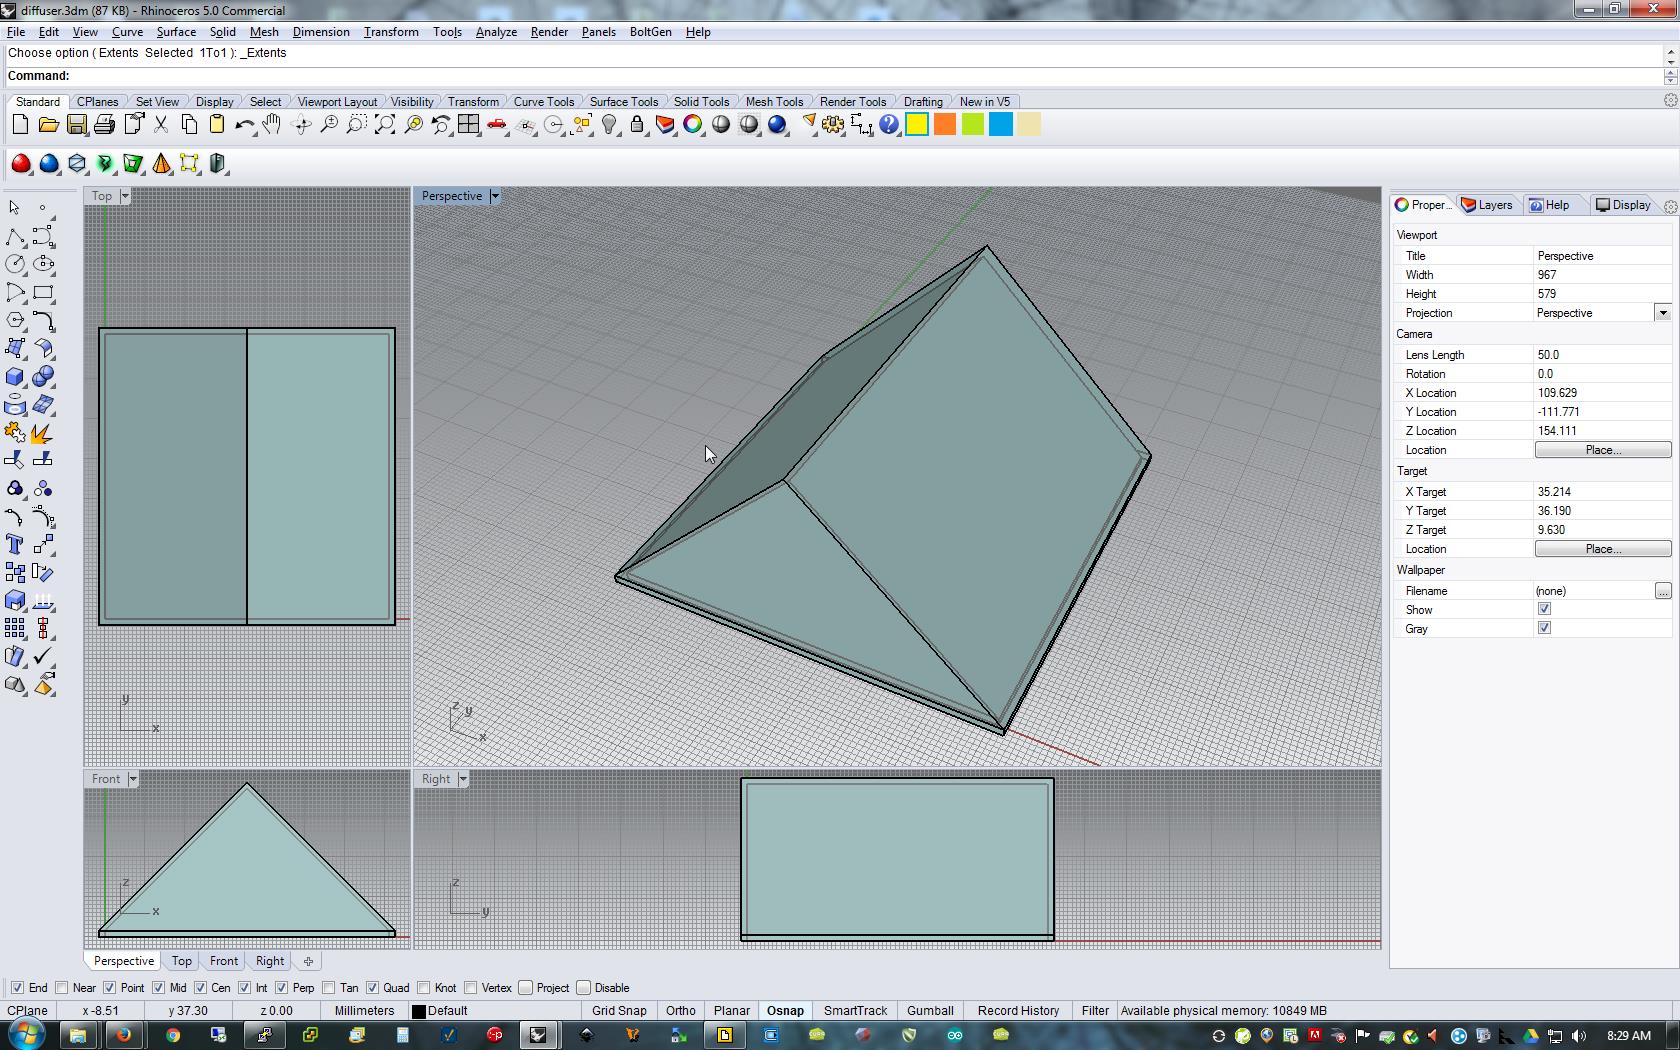 diffuser.3dm (87 KB) - Rhinoceros 5.0 Commercial
File Edit View Curve Surface Solid Mesh Dimension Transform Tools Analyze Render Panels BoltGen Help
Choose option ( Extents Selected 1To1 ): _Extents
Command:
Standard CPlanes Set View Display Select Viewport Layout Visibility Transform Curve Tools Surface Tools Solid Tools Mesh Tools Render Tools Drafting New in V5
Top
Perspective
Proper... Layers Help Display
Viewport
Title Perspective
Width 967
Height 579
Projection Perspective
Camera
Lens Length 50.0
Rotation 0.0
X Location 109.629
Y Location -111.771
Z Location 154.111
Location Place...
Target
X Target 35.214
Y Target 36.190
Z Target 9.630
Location Place...
Wallpaper
Filename (none) ...
Show
Gray
y
x
z
y
x
Front
Right
z
x
z
y
Perspective Top Front Right
End Near Point Mid Cen Int Perp Tan Quad Knot Vertex Project Disable
CPlane x -8.51 y 37.30 z 0.00 Millimeters Default Grid Snap Ortho Planar Osnap SmartTrack Gumball Record History Filter Available physical memory: 10849 MB
8:29 AM